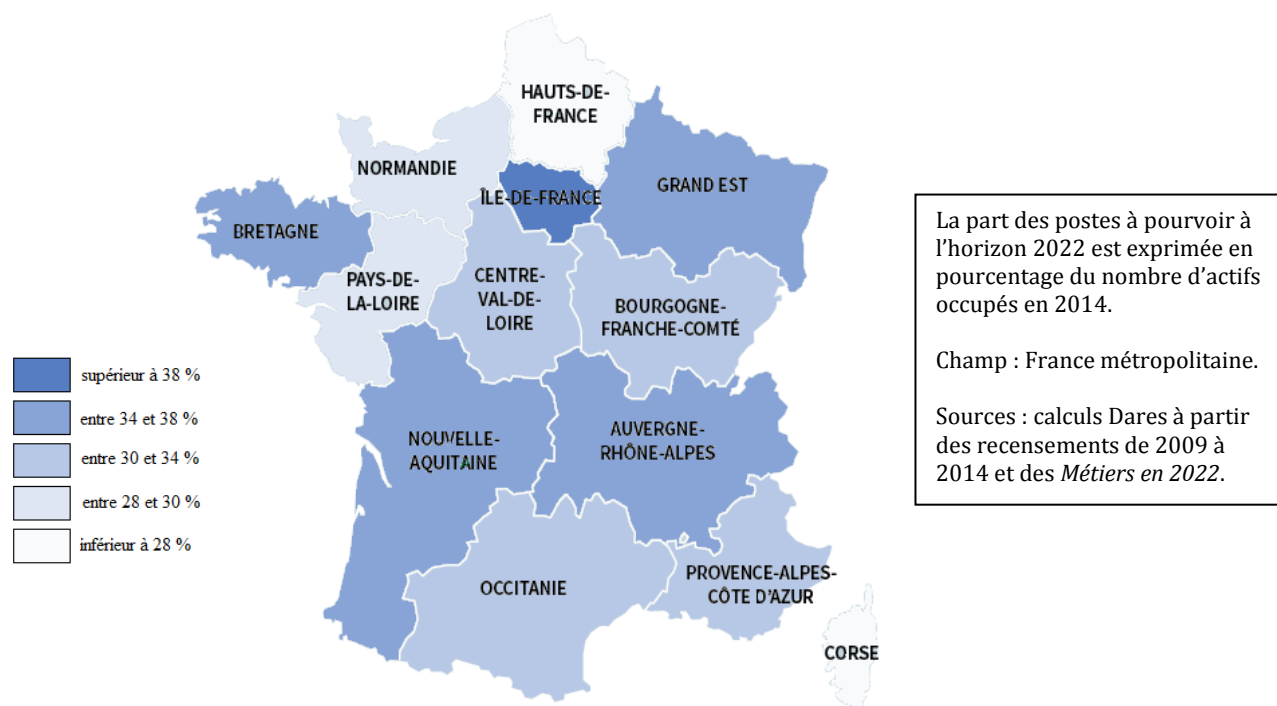 HAUTS-DE-
FRANCE
NORMANDIE
ÎLE-DE-FRANCE
GRAND EST
BRETAGNE
PAYS-DE-
LA-LOIRE
CENTRE-
VAL-DE-
LOIRE
BOURGOGNE-
FRANCHE-COMTÉ
NOUVELLE-
AQUITAINE
AUVERGNE-
RHÔNE-ALPES
OCCITANIE
PROVENCE-ALPES-
CÔTE D'AZUR
CORSE
supérieur à 38 %
entre 34 et 38 %
entre 30 et 34 %
entre 28 et 30 %
inférieur à 28 %
La part des postes à pourvoir à
l’horizon 2022 est exprimée en
pourcentage du nombre d’actifs
occupés en 2014.
Champ : France métropolitaine.
Sources : calculs Dares à partir
des recensements de 2009 à
2014 et des Métiers en 2022.